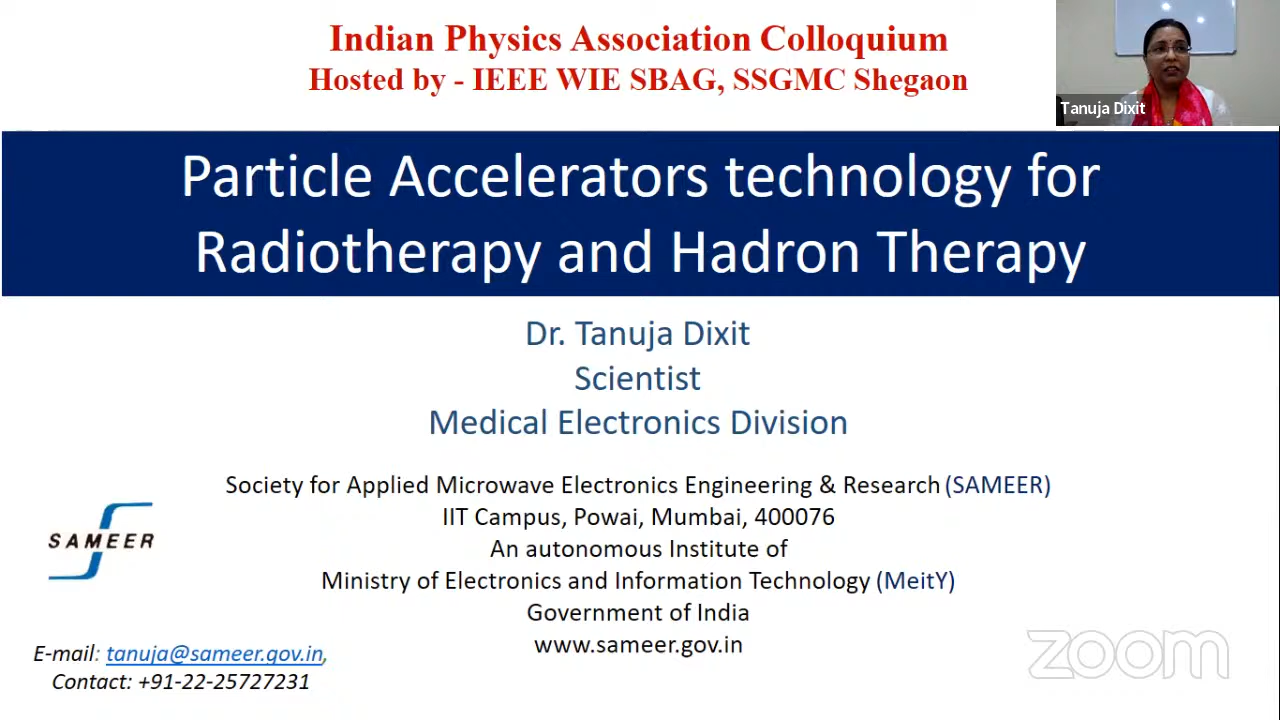 Indian Physics Association Colloquium
Hosted by - IEEE WIE SBAG, SSGMC Shegaon
Tanuja Dixit
Particle Accelerators technology for
Radiotherapy and Hadron Therapy
Dr. Tanuja Dixit
Scientist
Medical Electronics Division
Society for Applied Microwave Electronics Engineering & Research (SAMEER)
IIT Campus, Powai, Mumbai, 400076
An autonomous Institute of
Ministry of Electronics and Information Technology (MeitY)
Government of India
www.sameer.gov.in
SAMEER
E-mail: tanuja@sameer.gov.in,
Contact: +91-22-25727231
zoom